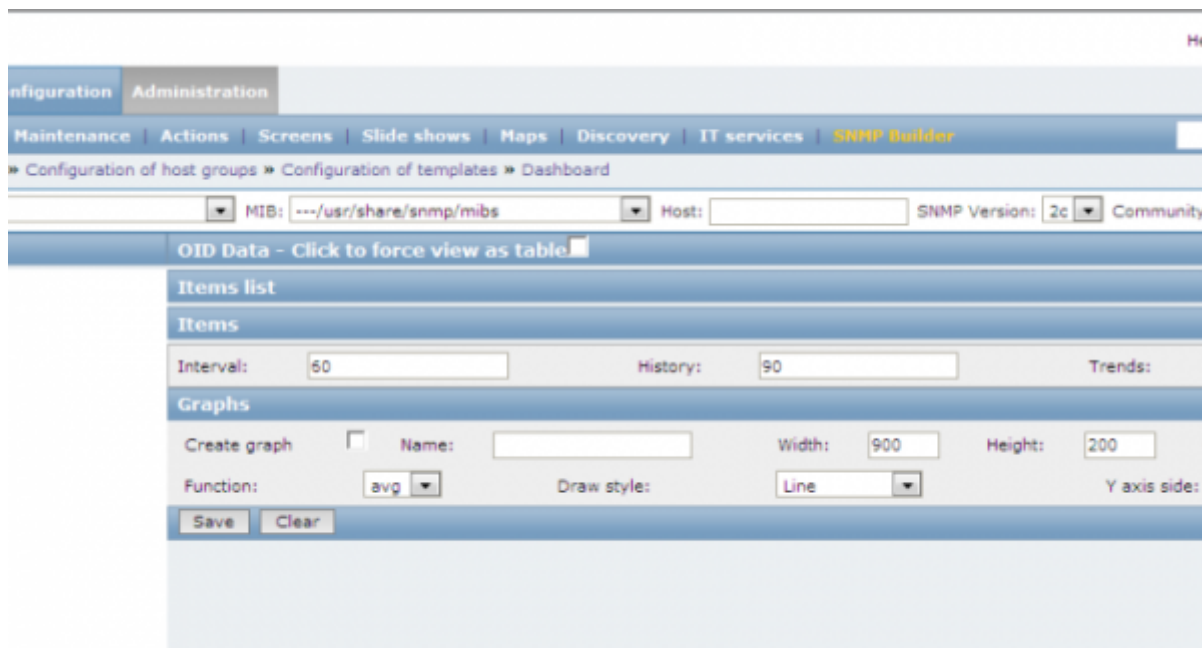 He
nfiguration Administration
Maintenance | Actions | Screens | Slide shows | Maps | Discovery | IT services | SNMP Builder
» Configuration of host groups » Configuration of templates » Dashboard
MIB: ---/usr/share/snmp/mibs Host: SNMP Version: 2c Community
OID Data - Click to force view as table
Items list
Items
Interval: 60 History: 90 Trends:
Graphs
Create graph Name: Width: 900 Height: 200
Function: avg Draw style: Line Y axis side:
Save Clear